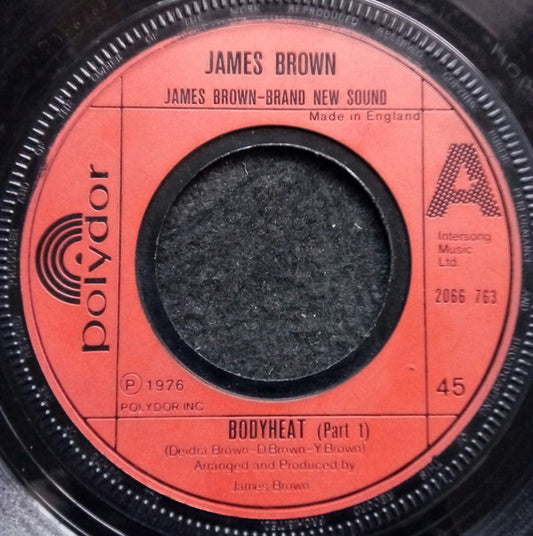 JAMES BROWN
JAMES BROWN-BRAND NEW SOUND
Made in England
A
polydor
Intersong
Music
Ltd.
2066 763
Ⓟ 1976
POLYDOR INC.
45
BODYHEAT (Part 1)
(Deidra Brown-D Brown-Y Brown)
Arranged and Produced by
James Brown